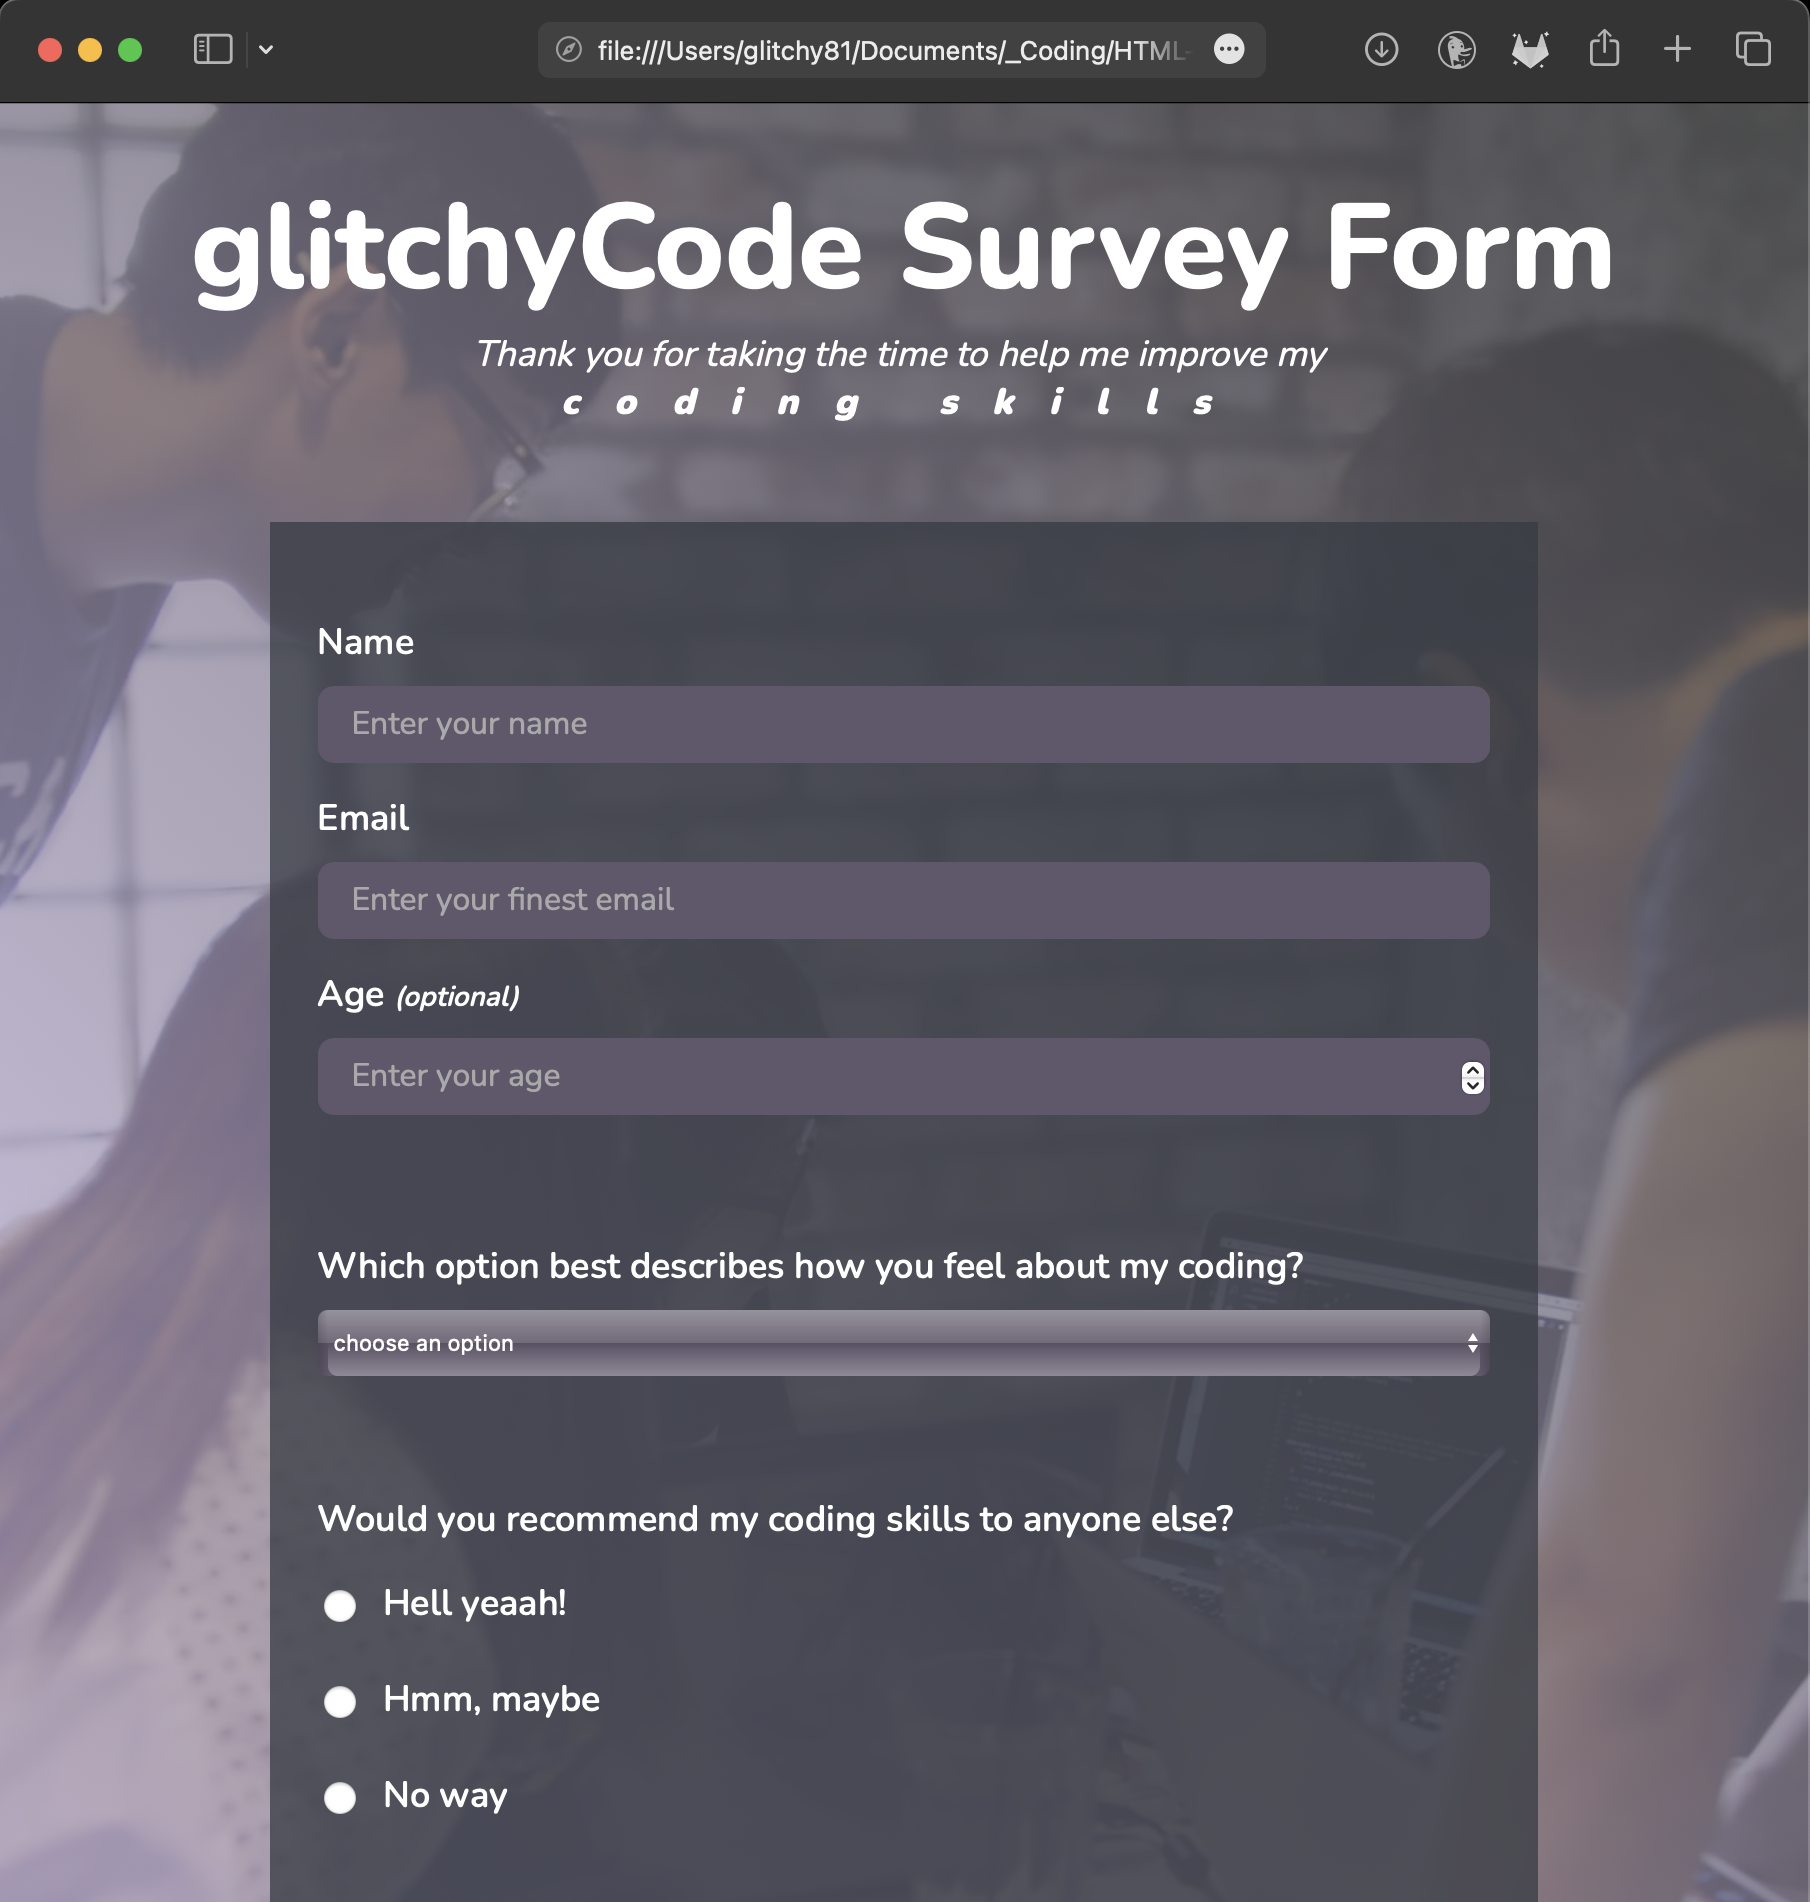 file:///Users/glitchy81/Documents/_Coding/HTML-
glitchyCode Survey Form
Thank you for taking the time to help me improve my
coding skills
Name
Enter your name
Email
Enter your finest email
Age (optional)
Enter your age
Which option best describes how you feel about my coding?
choose an option
Would you recommend my coding skills to anyone else?
Hell yeaah!
Hmm, maybe
No way